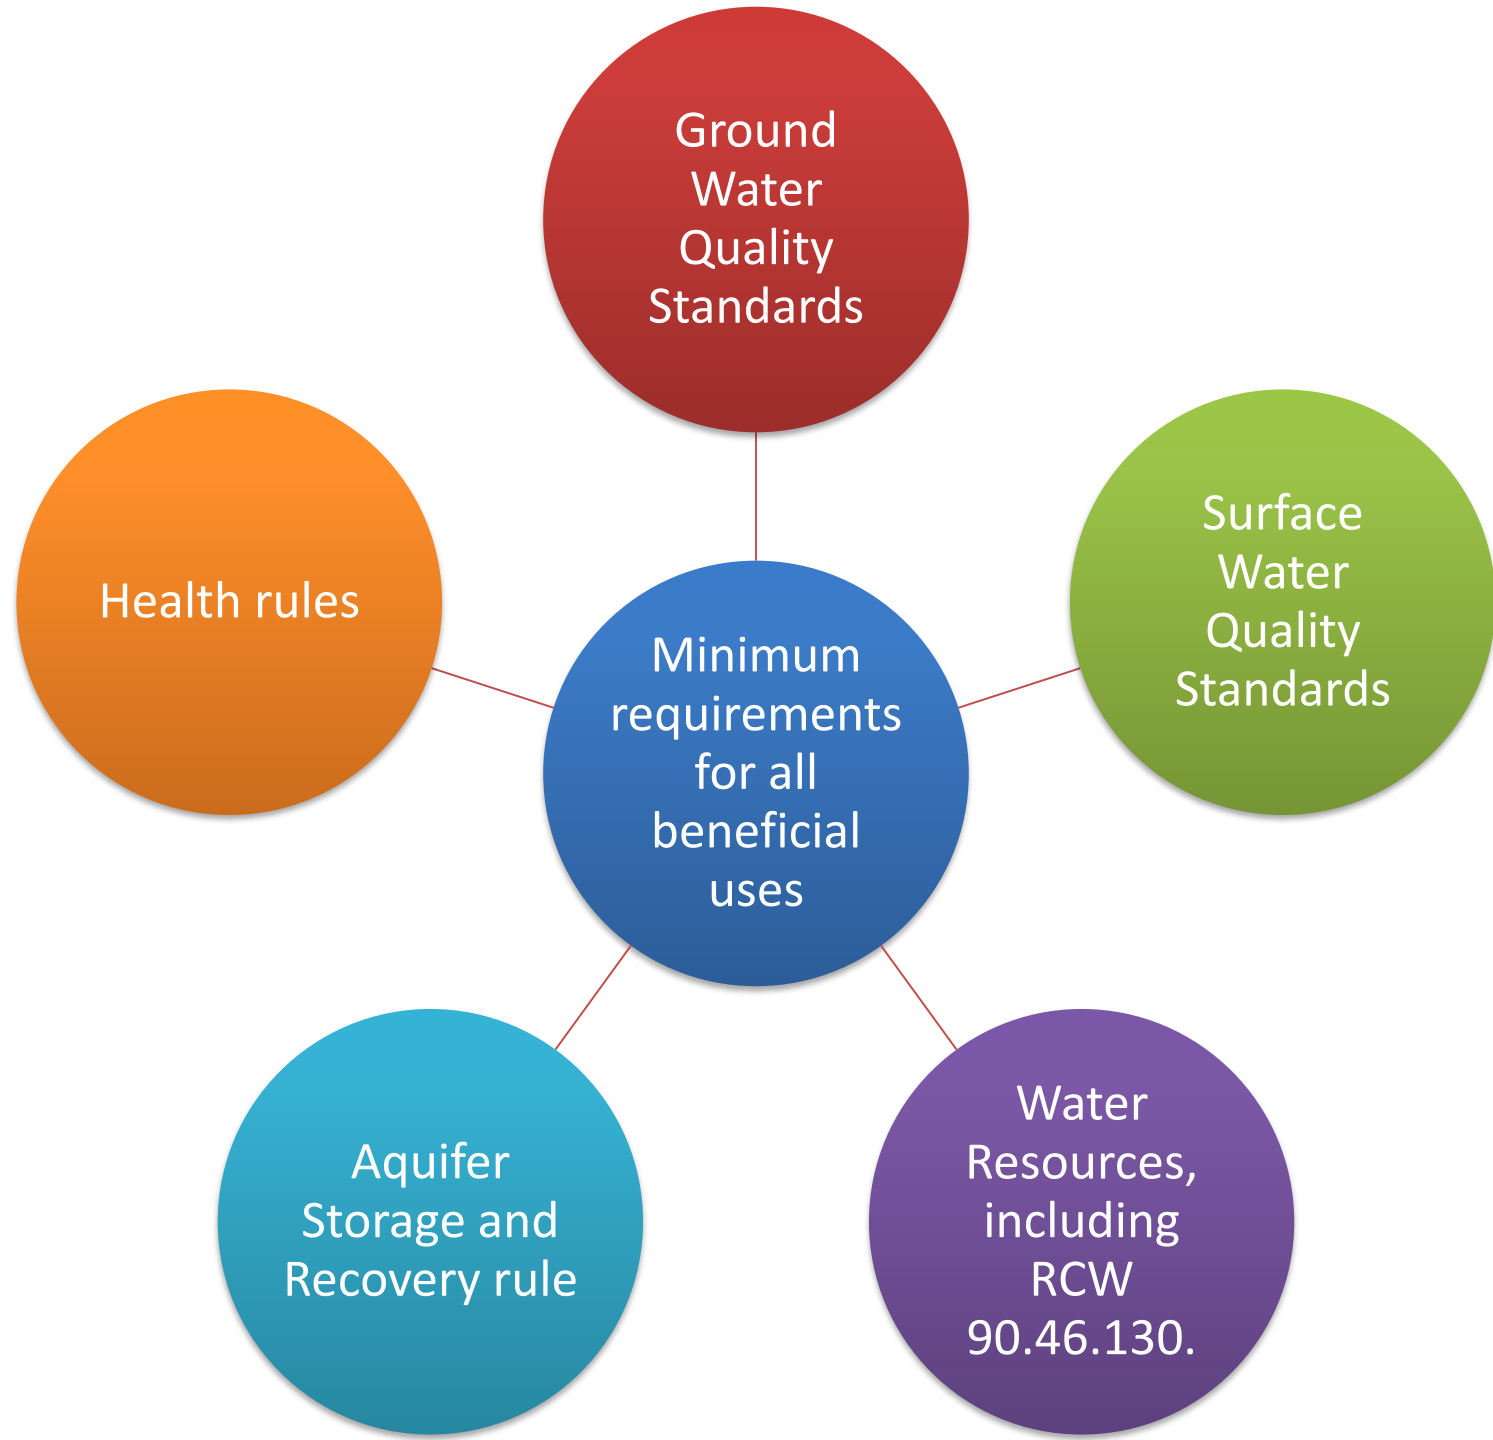 Ground
Water
Quality
Standards
Surface
Water
Quality
Standards
Health rules
Minimum
requirements
for all
beneficial
uses
Aquifer
Storage and
Recovery rule
Water
Resources,
including
RCW
90.46.130.